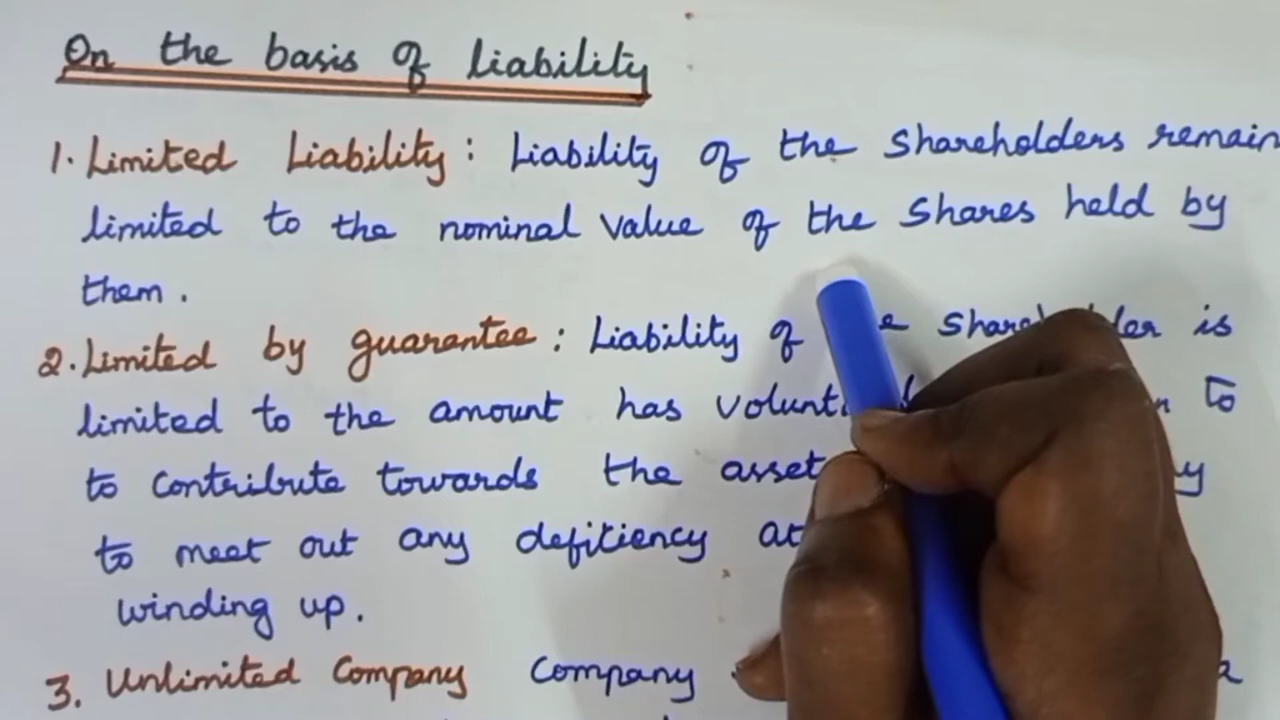 On the basis of liability
1. Limited Liability: Liability of the Shareholders remain
limited to the nominal value of the Shares held by
them.
2. Limited by guarantee: Liability of is
limited to the amount has to
to contribute towards the
to meet out any defitiency at
winding up.
3. Unlimited Company Company